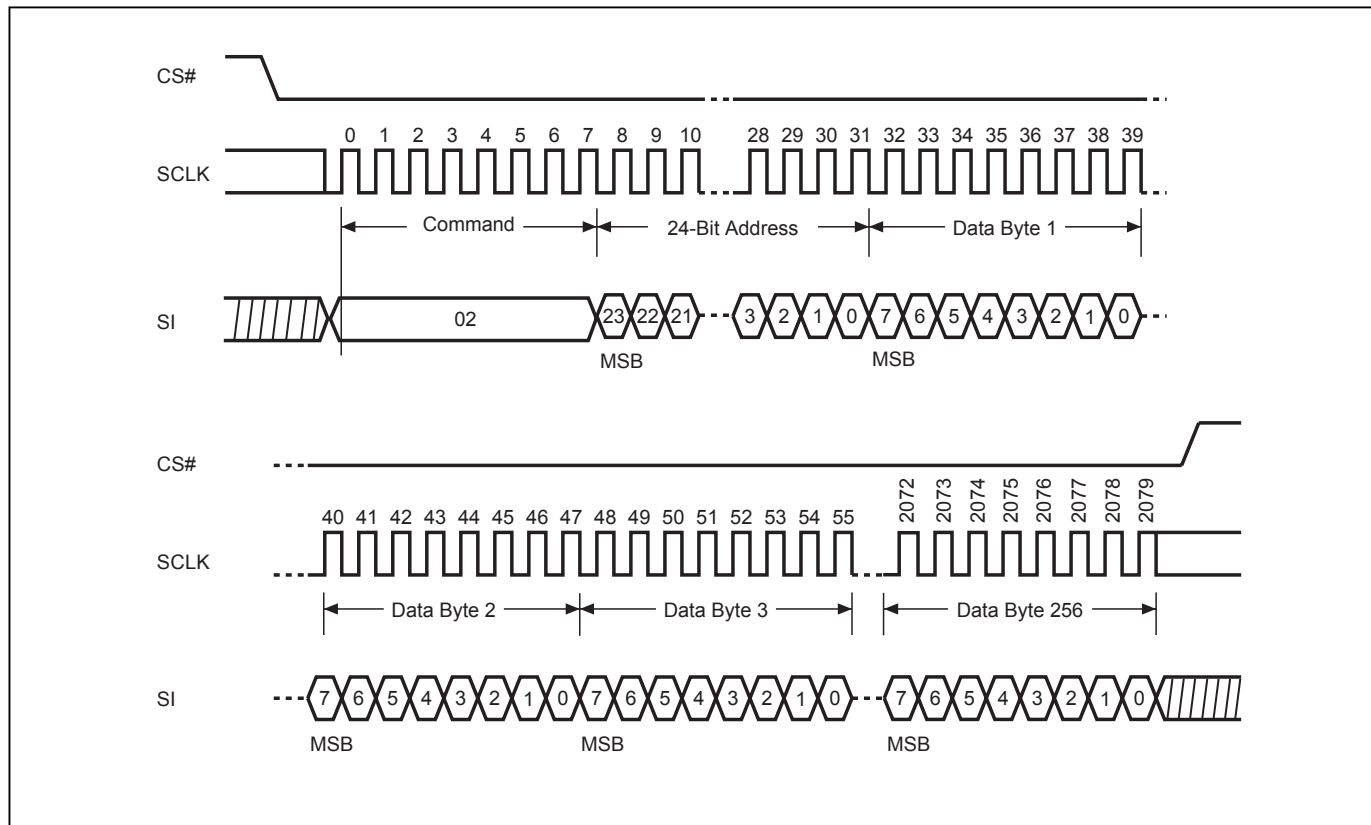 CS#
0 1 2 3 4 5 6 7 8 9 10 28 29 30 31 32 33 34 35 36 37 38 39
SCLK
Command 24-Bit Address Data Byte 1
SI 02 23 22 21 3 2 1 0 7 6 5 4 3 2 1 0
MSB MSB
CS#
2072 2073 2074 2075 2076 2077 2078 2079
40 41 42 43 44 45 46 47 48 49 50 51 52 53 54 55
SCLK
Data Byte 2 Data Byte 3 Data Byte 256
SI 7 6 5 4 3 2 1 0 7 6 5 4 3 2 1 0 7 6 5 4 3 2 1 0
MSB MSB MSB